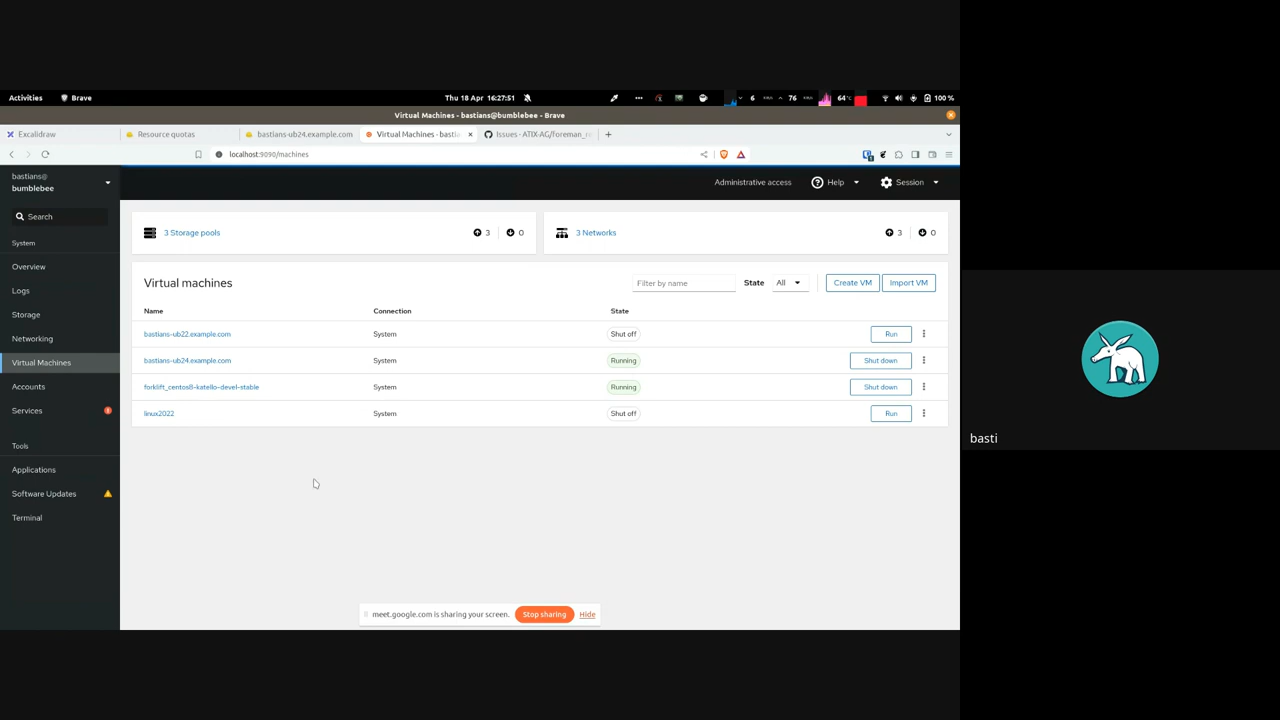 Activities Brave Thu 18 Apr 16:27:51 6 76 64°C 100 %
Virtual Machines - bastians@bumblebee - Brave
Excalidraw Resource quotas bastians-ub24.example.com Virtual Machines - bastia × Issues · ATIX-AG/foreman_re +
localhost:9090/machines
bastians@
bumblebee
Administrative access Help Session
Search
System
Overview
Logs
Storage
Networking
Virtual Machines
Accounts
Services
Tools
Applications
Software Updates
Terminal
3 Storage pools 3 0
3 Networks 3 0
Virtual machines Filter by name State All Create VM Import VM
Name Connection State
bastians-ub22.example.com System Shut off Run
bastians-ub24.example.com System Running Shut down
forklift_centos8-katello-devel-stable System Running Shut down
linux2022 System Shut off Run
meet.google.com is sharing your screen. Stop sharing Hide
basti